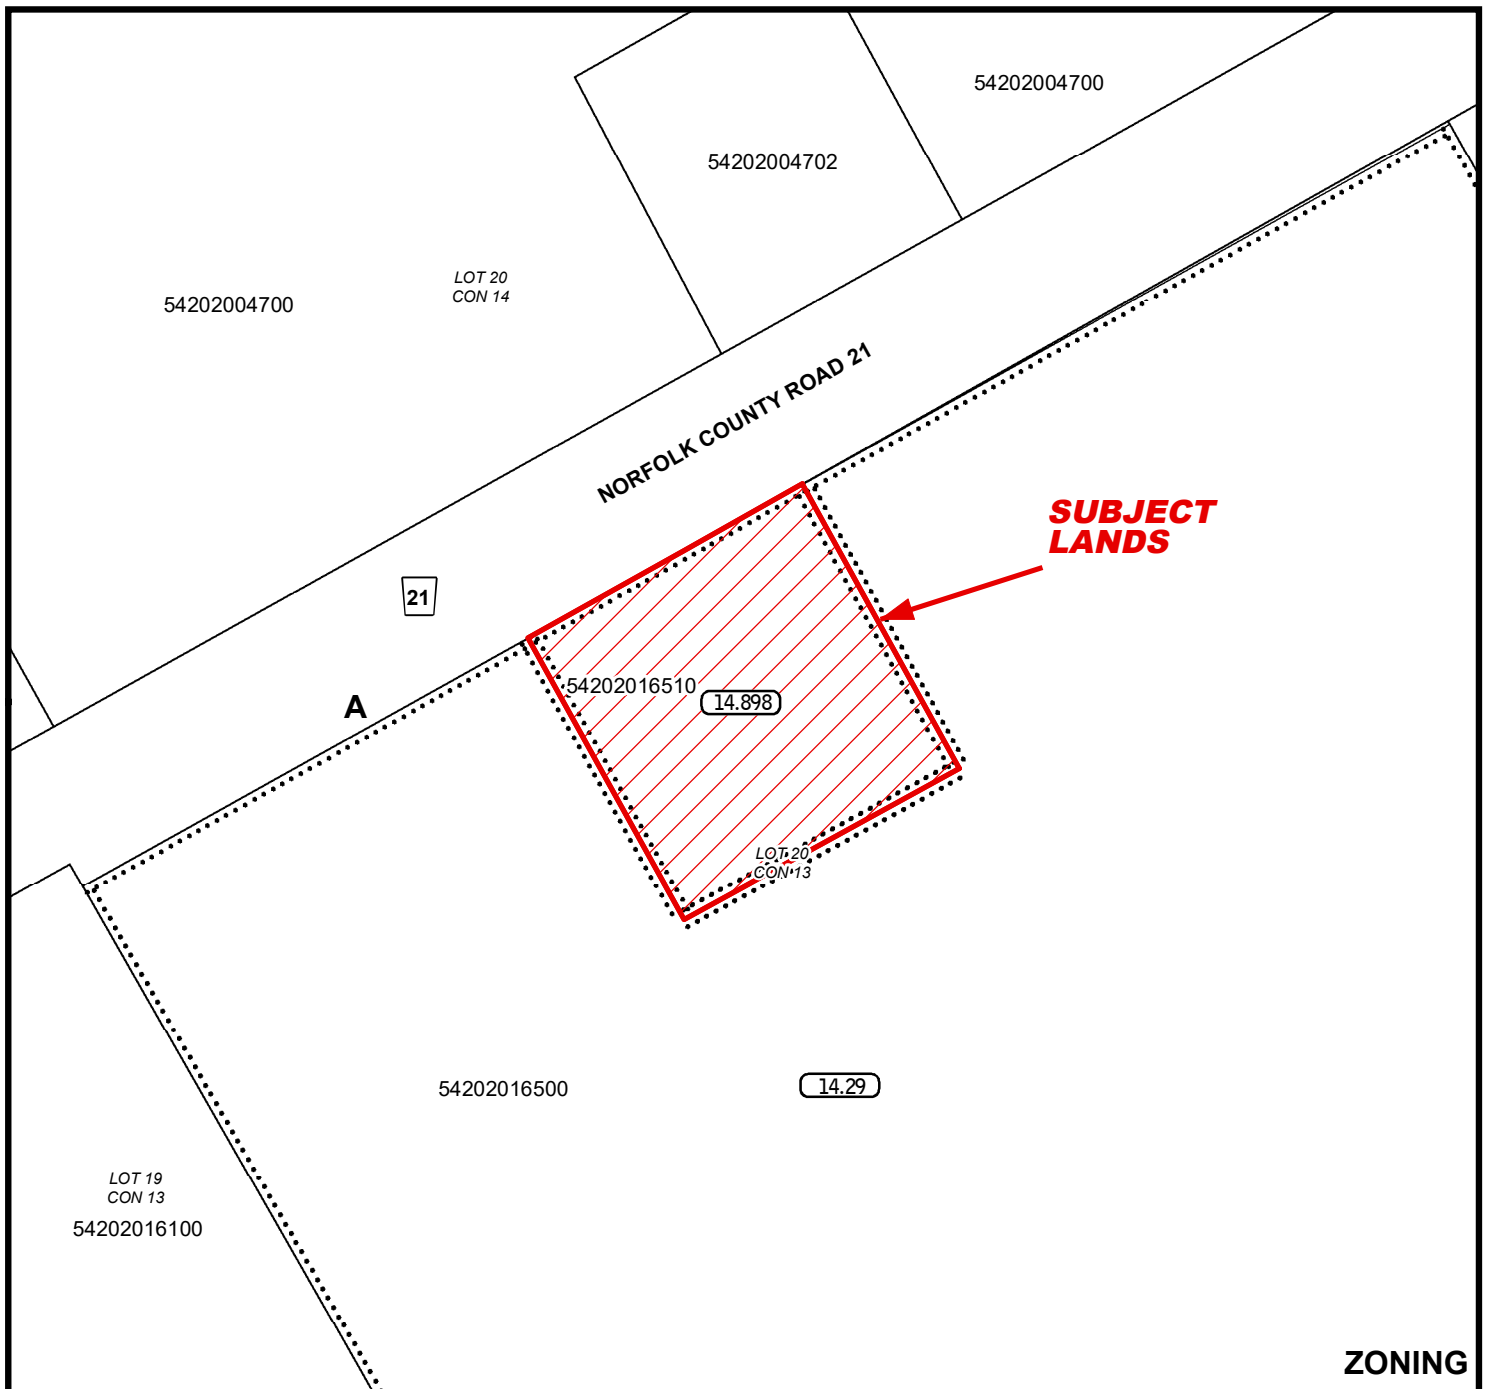 54202004700
54202004702
LOT 20
CON 14
54202004700
NORFOLK COUNTY ROAD 21
SUBJECT
LANDS
21
54202016510
14.898
A
LOT 20
CON 13
54202016500
14.29
LOT 19
CON 13
54202016100
ZONING